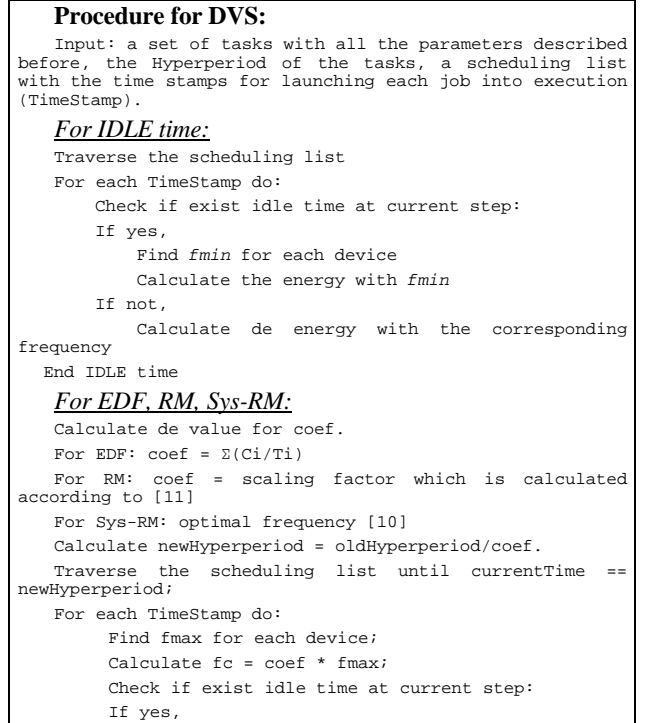 Procedure for DVS:
Input: a set of tasks with all the parameters described
before, the Hyperperiod of the tasks, a scheduling list
with the time stamps for launching each job into execution
(TimeStamp).
For IDLE time:
Traverse the scheduling list
For each TimeStamp do:
Check if exist idle time at current step:
If yes,
Find fmin for each device
Calculate the energy with fmin
If not,
Calculate de energy with the corresponding
frequency
End IDLE time
For EDF, RM, Sys-RM:
Calculate de value for coef.
For EDF: coef = Σ(Ci/Ti)
For RM: coef = scaling factor which is calculated
according to [11]
For Sys-RM: optimal frequency [10]
Calculate newHyperperiod = oldHyperperiod/coef.
Traverse the scheduling list until currentTime ==
newHyperperiod;
For each TimeStamp do:
Find fmax for each device;
Calculate fc = coef * fmax;
Check if exist idle time at current step:
If yes,